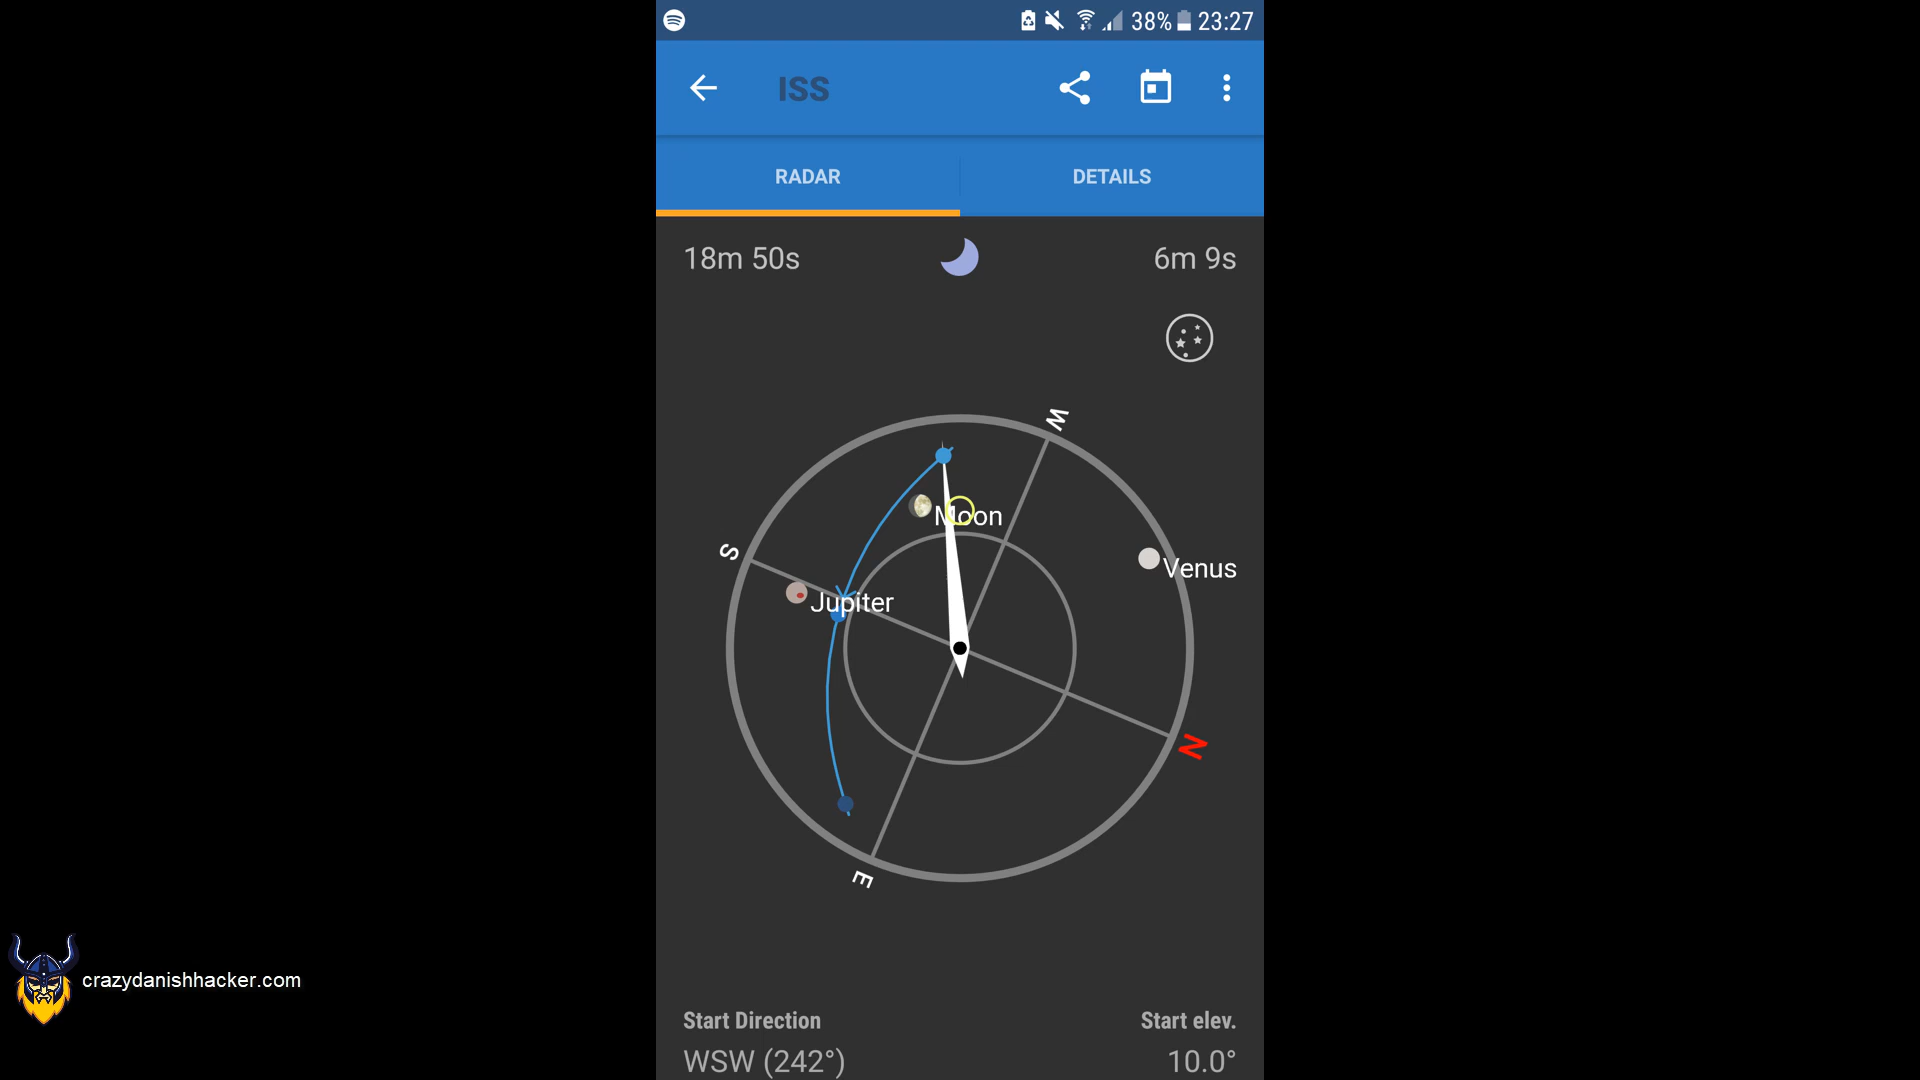 38% 23:27
ISS
RADAR DETAILS
18m 50s 6m 9s
W
Moon
S
Venus
Jupiter
N
E
crazydanishhacker.com
Start Direction Start elev.
WSW (242°) 10.0°